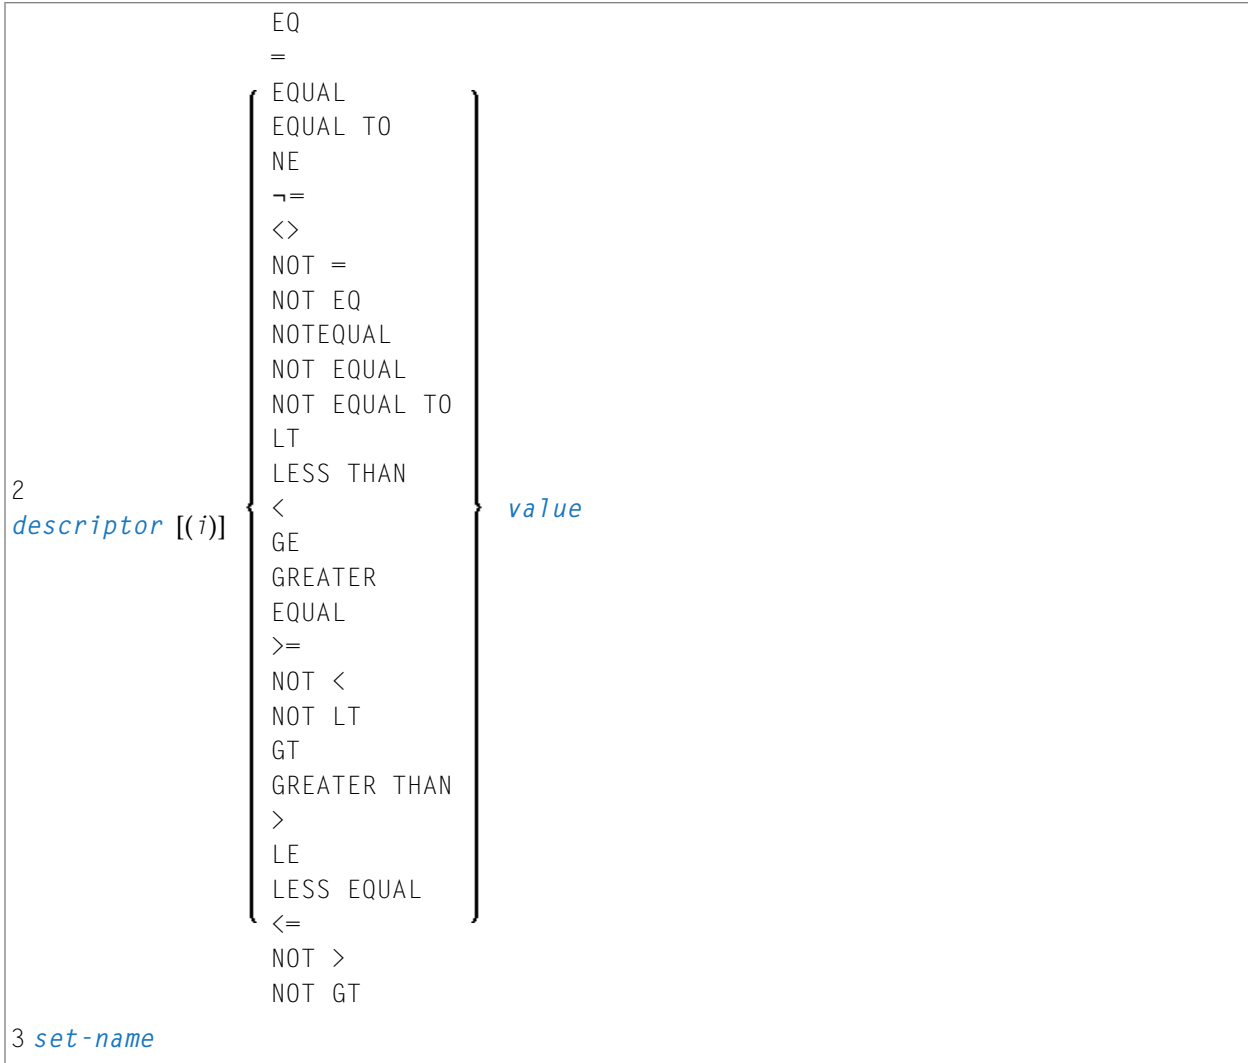 EQ
=
EQUAL
EQUAL TO
NE
¬=
<>
NOT =
NOT EQ
NOTEQUAL
NOT EQUAL
NOT EQUAL TO
LT
LESS THAN
2
descriptor [(i)]
<
value
GE
GREATER
EQUAL
>=
NOT <
NOT LT
GT
GREATER THAN
>
LE
LESS EQUAL
<=
NOT >
NOT GT
3 set-name